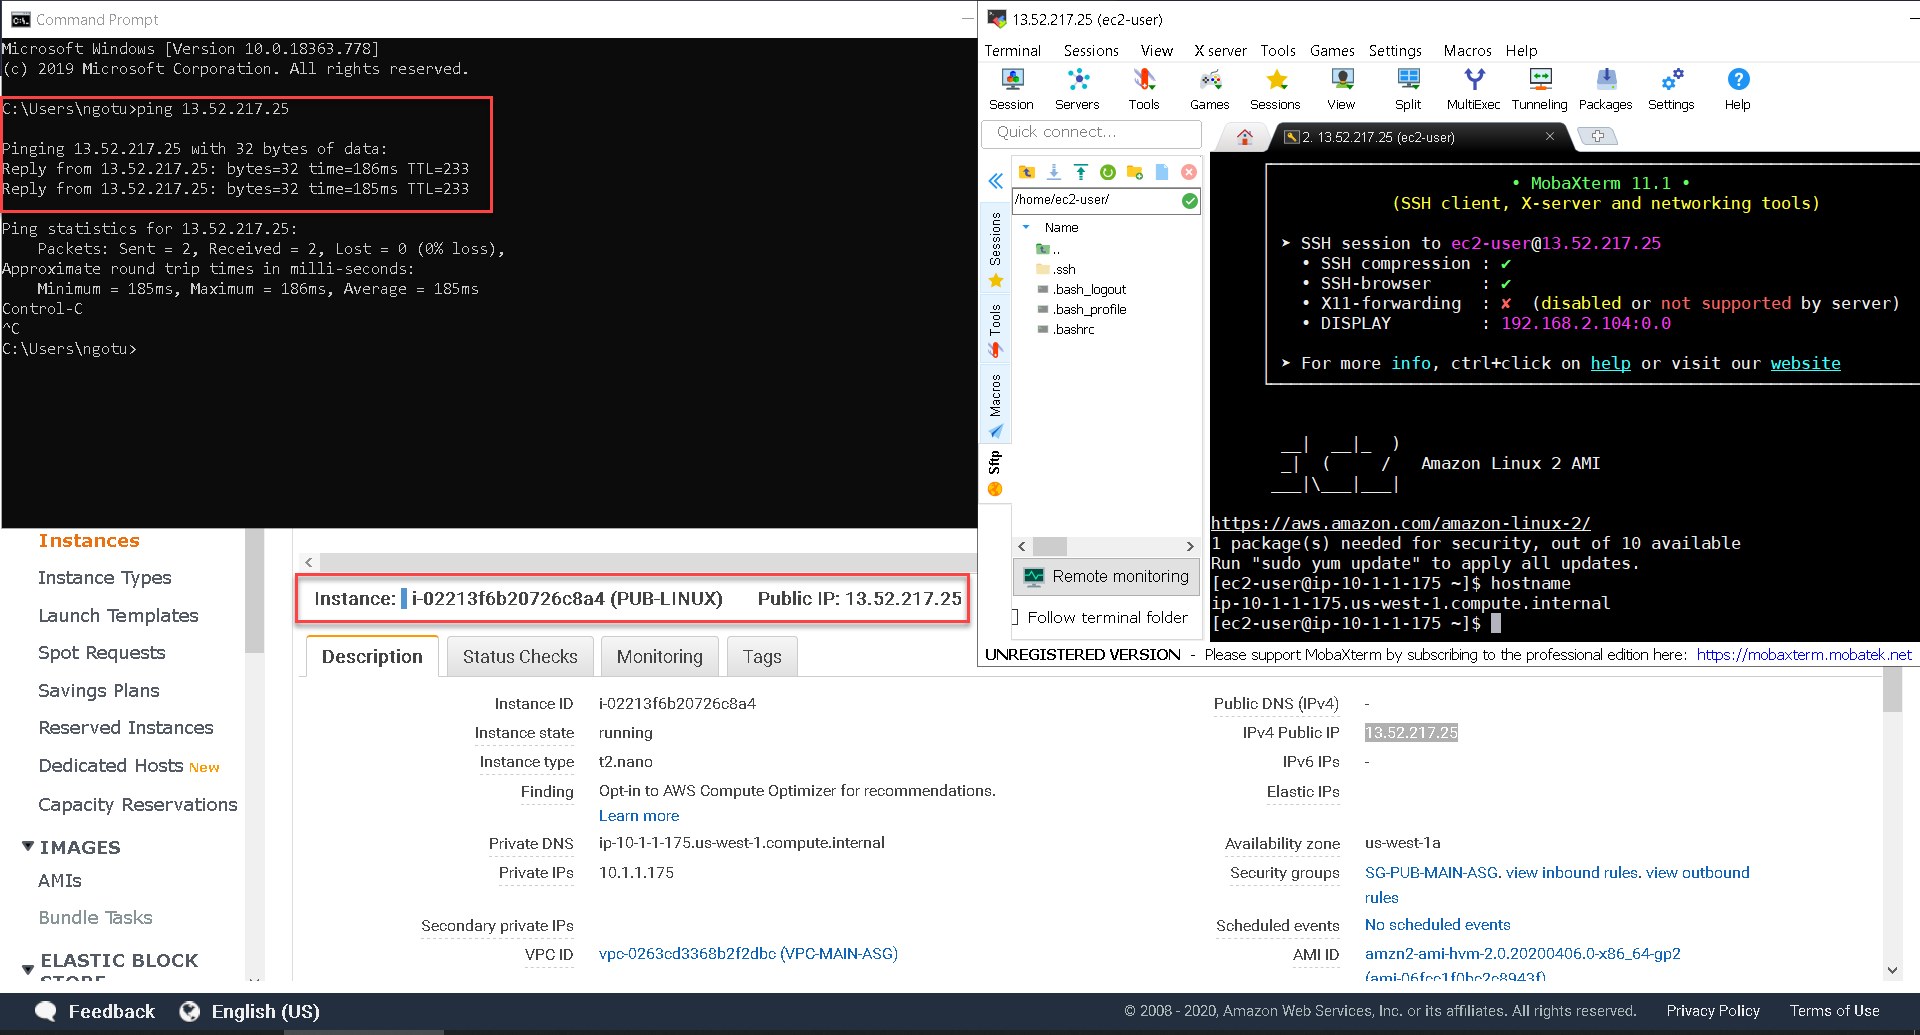 Command Prompt
Microsoft Windows [Version 10.0.18363.778]
(c) 2019 Microsoft Corporation. All rights reserved.
C:\Users\ngotu>ping 13.52.217.25
Pinging 13.52.217.25 with 32 bytes of data:
Reply from 13.52.217.25: bytes=32 time=186ms TTL=233
Reply from 13.52.217.25: bytes=32 time=185ms TTL=233
Ping statistics for 13.52.217.25:
Packets: Sent = 2, Received = 2, Lost = 0 (0% loss),
Approximate round trip times in milli-seconds:
Minimum = 185ms, Maximum = 186ms, Average = 185ms
Control-C
^C
C:\Users\ngotu>
13.52.217.25 (ec2-user)
Terminal Sessions View X server Tools Games Settings Macros Help
Session Servers Tools Games Sessions View Split MultiExec Tunneling Packages Settings Help
Quick connect...
2. 13.52.217.25 (ec2-user)
/home/ec2-user/
Name
..
.ssh
.bash_logout
.bash_profile
.bashrc
Sessions
Tools
Macros
Sftp
Remote monitoring
Follow terminal folder
• MobaXterm 11.1 •
(SSH client, X-server and networking tools)
➤ SSH session to ec2-user@13.52.217.25
• SSH compression : ✔
• SSH-browser : ✔
• X11-forwarding : ✘ (disabled or not supported by server)
• DISPLAY : 192.168.2.104:0.0
➤ For more info, ctrl+click on help or visit our website
__| __|_ )
_| ( / Amazon Linux 2 AMI
___|\___|___|
https://aws.amazon.com/amazon-linux-2/
1 package(s) needed for security, out of 10 available
Run "sudo yum update" to apply all updates.
[ec2-user@ip-10-1-1-175 ~]$ hostname
ip-10-1-1-175.us-west-1.compute.internal
[ec2-user@ip-10-1-1-175 ~]$
UNREGISTERED VERSION - Please support MobaXterm by subscribing to the professional edition here: https://mobaxterm.mobatek.net
Instances
Instance Types
Launch Templates
Spot Requests
Savings Plans
Reserved Instances
Dedicated Hosts New
Capacity Reservations
IMAGES
AMIs
Bundle Tasks
ELASTIC BLOCK
STORE
Instance: i-02213f6b20726c8a4 (PUB-LINUX) Public IP: 13.52.217.25
Description Status Checks Monitoring Tags
Instance ID i-02213f6b20726c8a4
Instance state running
Instance type t2.nano
Finding Opt-in to AWS Compute Optimizer for recommendations.
Learn more
Private DNS ip-10-1-1-175.us-west-1.compute.internal
Private IPs 10.1.1.175
Secondary private IPs
VPC ID vpc-0263cd3368b2f2dbc (VPC-MAIN-ASG)
Public DNS (IPv4) -
IPv4 Public IP 13.52.217.25
IPv6 IPs -
Elastic IPs
Availability zone us-west-1a
Security groups SG-PUB-MAIN-ASG. view inbound rules. view outbound
rules
Scheduled events No scheduled events
AMI ID amzn2-ami-hvm-2.0.20200406.0-x86_64-gp2
(ami-06fcc1f0bc2c8943f)
Feedback English (US)
© 2008 - 2020, Amazon Web Services, Inc. or its affiliates. All rights reserved. Privacy Policy Terms of Use